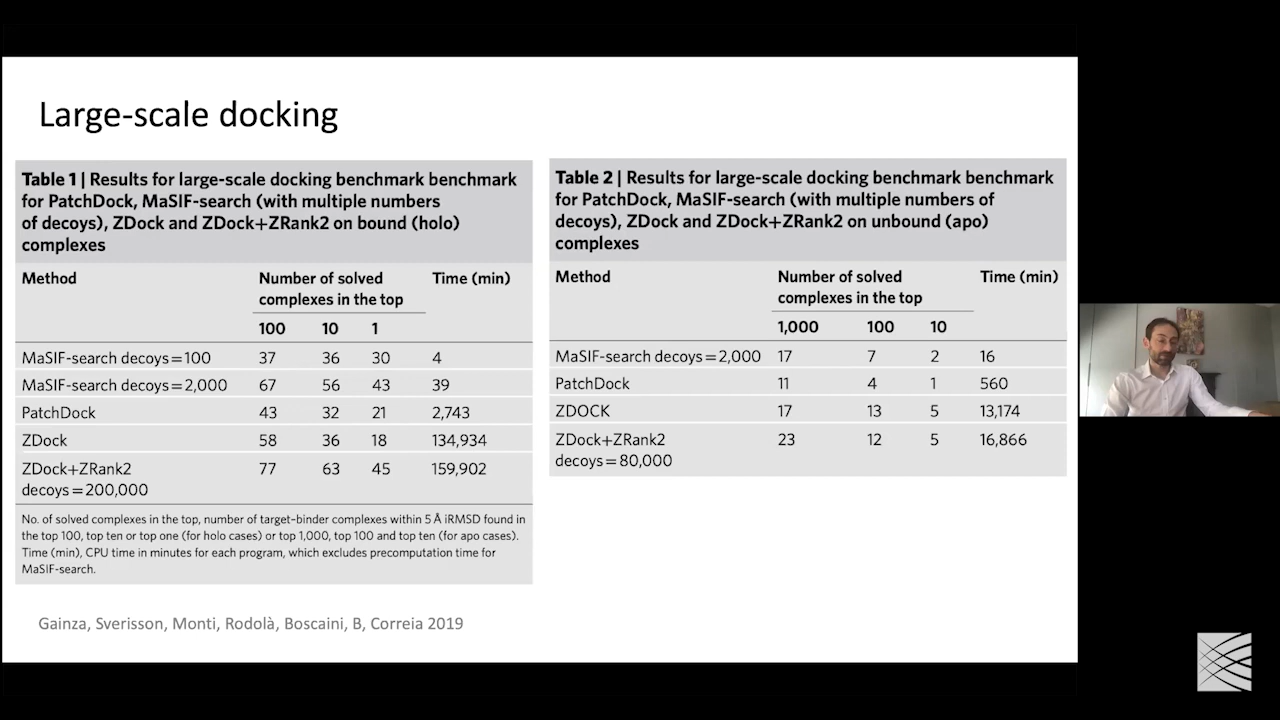 Large-scale docking
Table 1 | Results for large-scale docking benchmark benchmark
for PatchDock, MaSIF-search (with multiple numbers
of decoys), ZDock and ZDock+ZRank2 on bound (holo)
complexes
Method Number of solved Time (min)
complexes in the top
100 10 1
MaSIF-search decoys=100 37 36 30 4
MaSIF-search decoys=2,000 67 56 43 39
PatchDock 43 32 21 2,743
ZDock 58 36 18 134,934
ZDock+ZRank2 77 63 45 159,902
decoys=200,000
No. of solved complexes in the top, number of target–binder complexes within 5 Å iRMSD found in
the top 100, top ten or top one (for holo cases) or top 1,000, top 100 and top ten (for apo cases).
Time (min), CPU time in minutes for each program, which excludes precomputation time for
MaSIF-search.
Table 2 | Results for large-scale docking benchmark benchmark
for PatchDock, MaSIF-search (with multiple numbers of
decoys), ZDock and ZDock+ZRank2 on unbound (apo)
complexes
Method Number of solved Time (min)
complexes in the top
1,000 100 10
MaSIF-search decoys=2,000 17 7 2 16
PatchDock 11 4 1 560
ZDOCK 17 13 5 13,174
ZDock+ZRank2 23 12 5 16,866
decoys=80,000
Gainza, Sverisson, Monti, Rodolà, Boscaini, B, Correia 2019